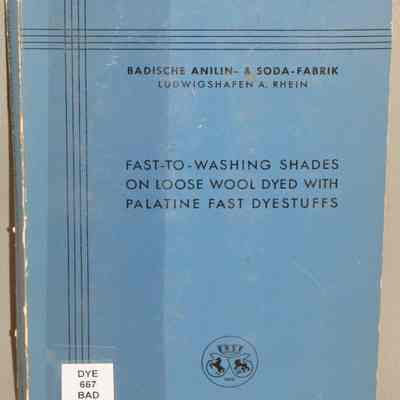 BADISCHE ANILIN- & SODA-FABRIK
LUDWIGSHAFEN A. RHEIN
FAST-TO-WASHING SHADES
ON LOOSE WOOL DYED WITH
PALATINE FAST DYESTUFFS
DYE
667
BAD